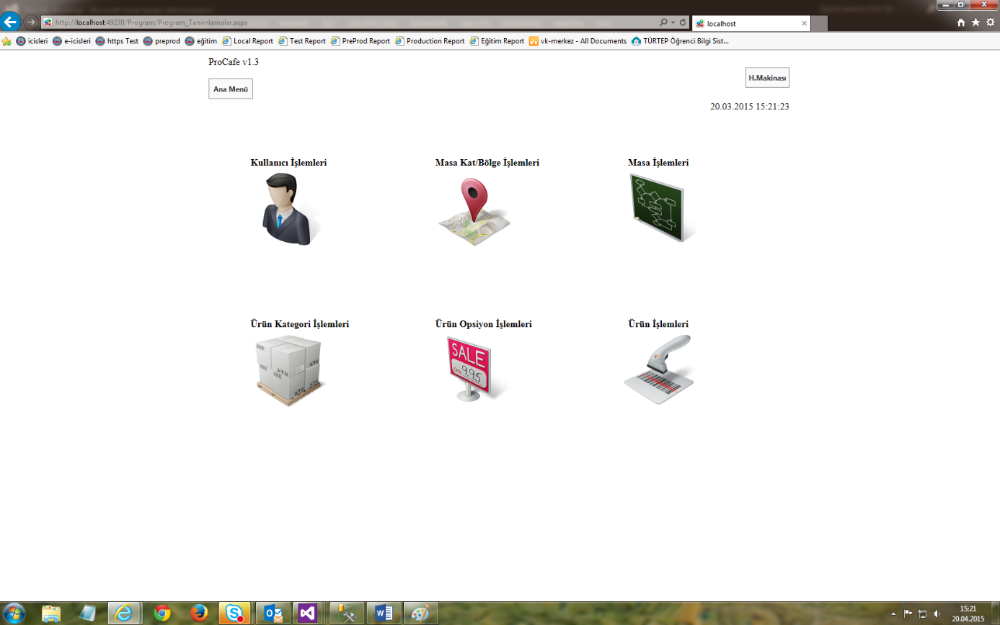 http://localhost:49270/Program/Program_Tanimlamalar.aspx
localhost
icisleri e-icisleri https Test preprod eğitim Local Report Test Report PreProd Report Production Report Eğitim Report vk-merkez - All Documents TÜRTEP Öğrenci Bilgi Sist...
ProCafe v1.3
H.Makinası
Ana Menü
20.03.2015 15:21:23
Kullanıcı İşlemleri Masa Kat/Bölge İşlemleri Masa İşlemleri
Ürün Kategori İşlemleri Ürün Opsiyon İşlemleri Ürün İşlemleri
SALE
9.95
15:21
20.04.2015